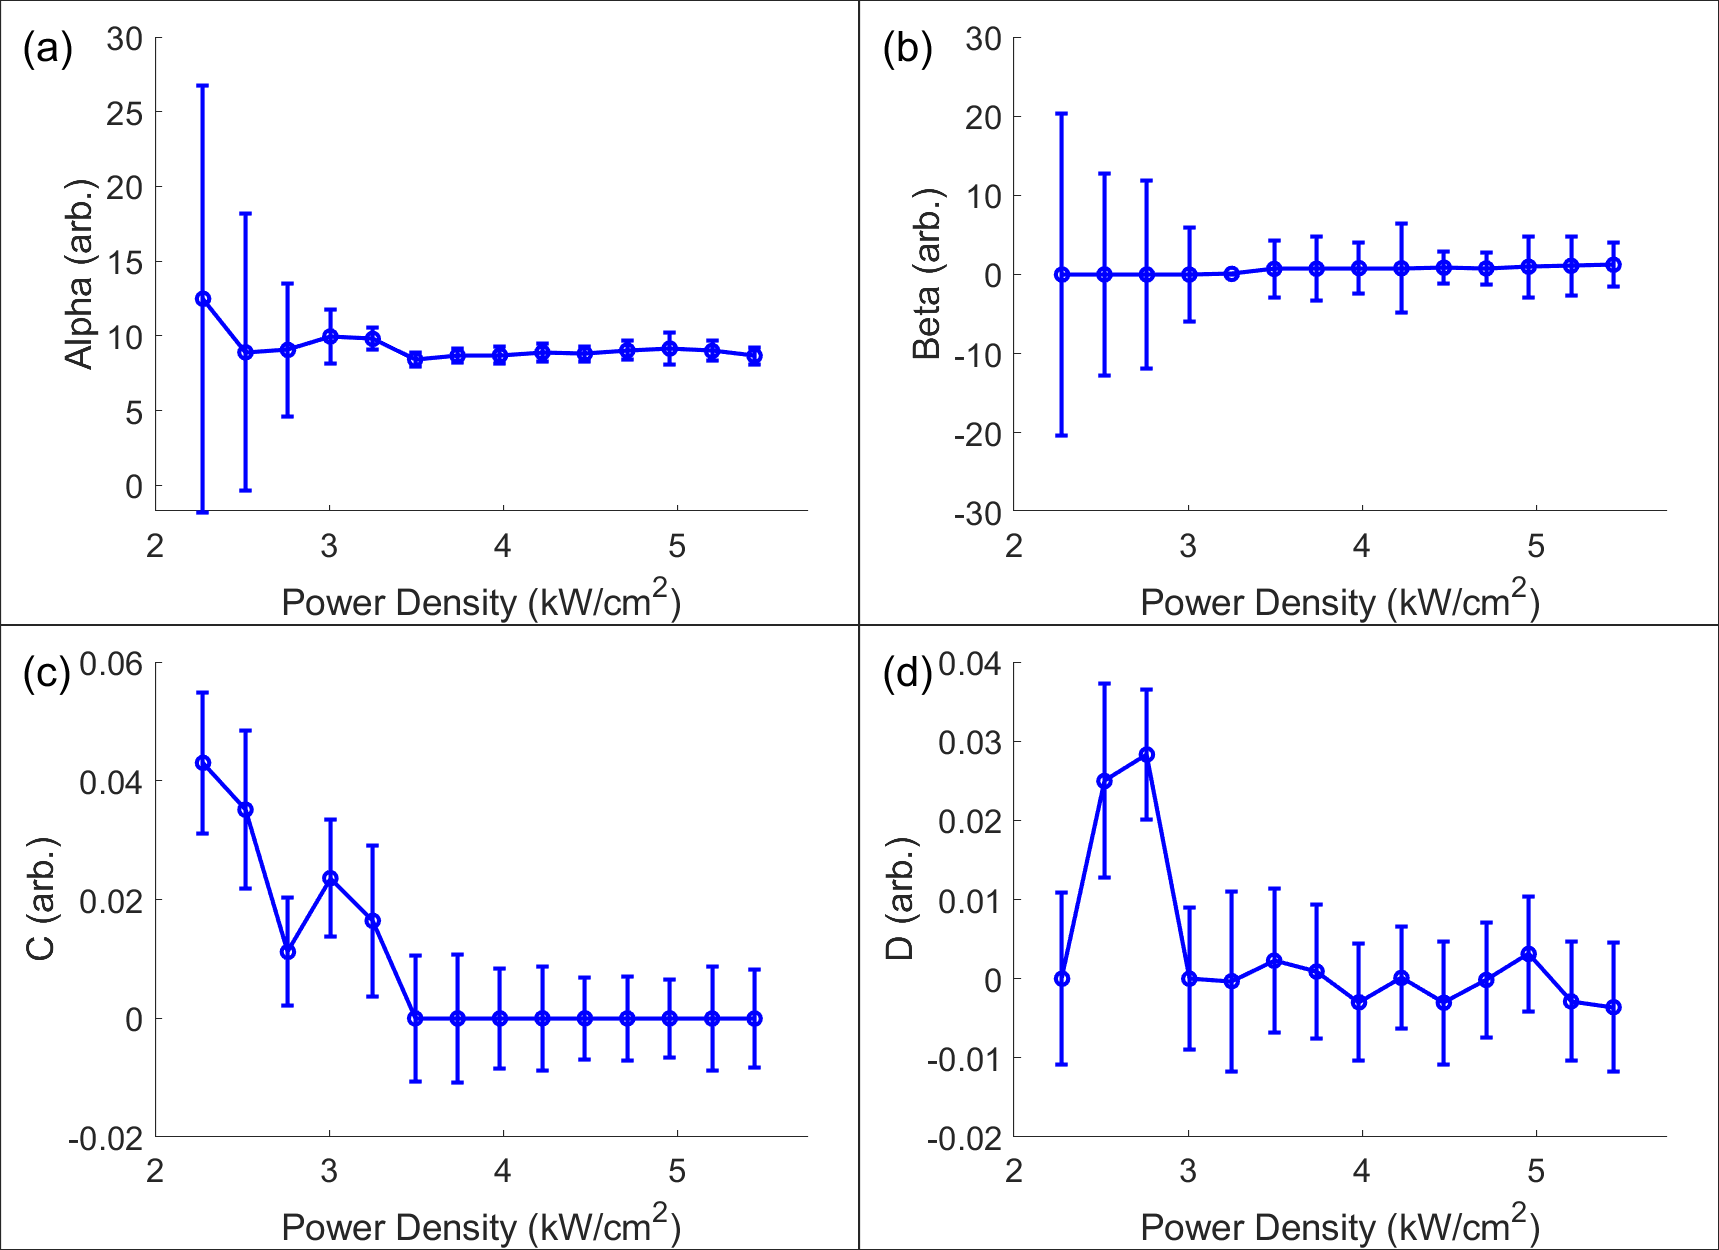 (a)
30
25
20
15
10
5
0
Alpha (arb.)
2 3 4 5
Power Density (kW/cm²)
(b)
30
20
10
0
-10
-20
-30
Beta (arb.)
2 3 4 5
Power Density (kW/cm²)
(c)
0.06
0.04
0.02
0
-0.02
C (arb.)
2 3 4 5
Power Density (kW/cm²)
(d)
0.04
0.03
0.02
0.01
0
-0.01
-0.02
D (arb.)
2 3 4 5
Power Density (kW/cm²)